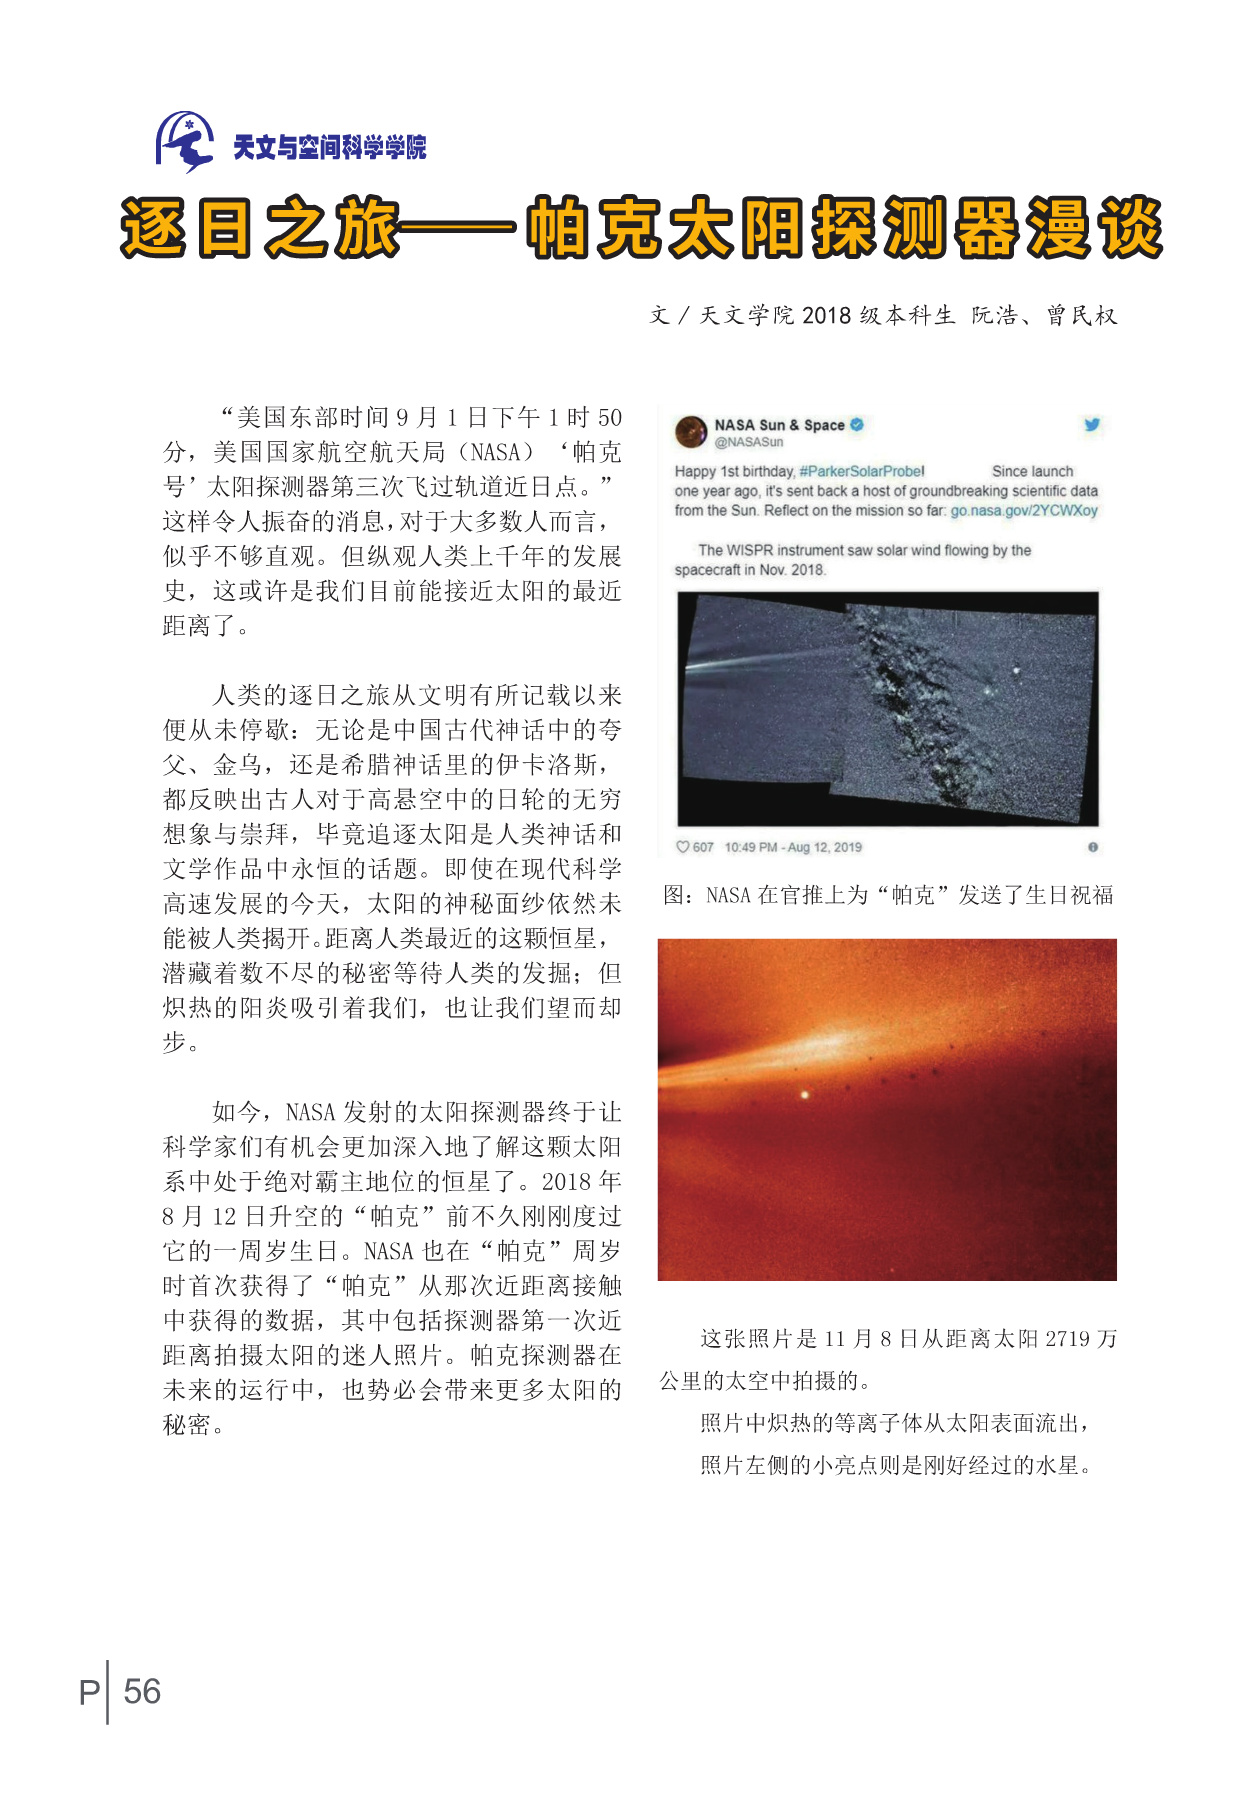 天文与空间科学学院
逐日之旅——帕克太阳探测器漫谈
文 / 天文学院 2018 级本科生 阮浩、曾民权
“美国东部时间 9 月 1 日下午 1 时 50
分，美国国家航空航天局（NASA）‘帕克
号’太阳探测器第三次飞过轨道近日点。”
这样令人振奋的消息，对于大多数人而言，
似乎不够直观。但纵观人类上千年的发展
史，这或许是我们目前能接近太阳的最近
距离了。
人类的逐日之旅从文明有所记载以来
便从未停歇：无论是中国古代神话中的夸
父、金乌，还是希腊神话里的伊卡洛斯，
都反映出古人对于高悬空中的日轮的无穷
想象与崇拜，毕竟追逐太阳是人类神话和
文学作品中永恒的话题。即使在现代科学
高速发展的今天，太阳的神秘面纱依然未
能被人类揭开。距离人类最近的这颗恒星，
潜藏着数不尽的秘密等待人类的发掘；但
炽热的阳炎吸引着我们，也让我们望而却
步。
如今，NASA 发射的太阳探测器终于让
科学家们有机会更加深入地了解这颗太阳
系中处于绝对霸主地位的恒星了。2018 年
8 月 12 日升空的“帕克”前不久刚刚度过
它的一周岁生日。NASA 也在“帕克”周岁
时首次获得了“帕克”从那次近距离接触
中获得的数据，其中包括探测器第一次近
距离拍摄太阳的迷人照片。帕克探测器在
未来的运行中，也势必会带来更多太阳的
秘密。
NASA Sun & Space
@NASASun
Happy 1st birthday, #ParkerSolarProbe! Since launch
one year ago, it's sent back a host of groundbreaking scientific data
from the Sun. Reflect on the mission so far: go.nasa.gov/2YCWXoy
The WISPR instrument saw solar wind flowing by the
spacecraft in Nov. 2018.
607 10:49 PM - Aug 12, 2019
图：NASA 在官推上为“帕克”发送了生日祝福
这张照片是 11 月 8 日从距离太阳 2719 万
公里的太空中拍摄的。
照片中炽热的等离子体从太阳表面流出，
照片左侧的小亮点则是刚好经过的水星。
P 56